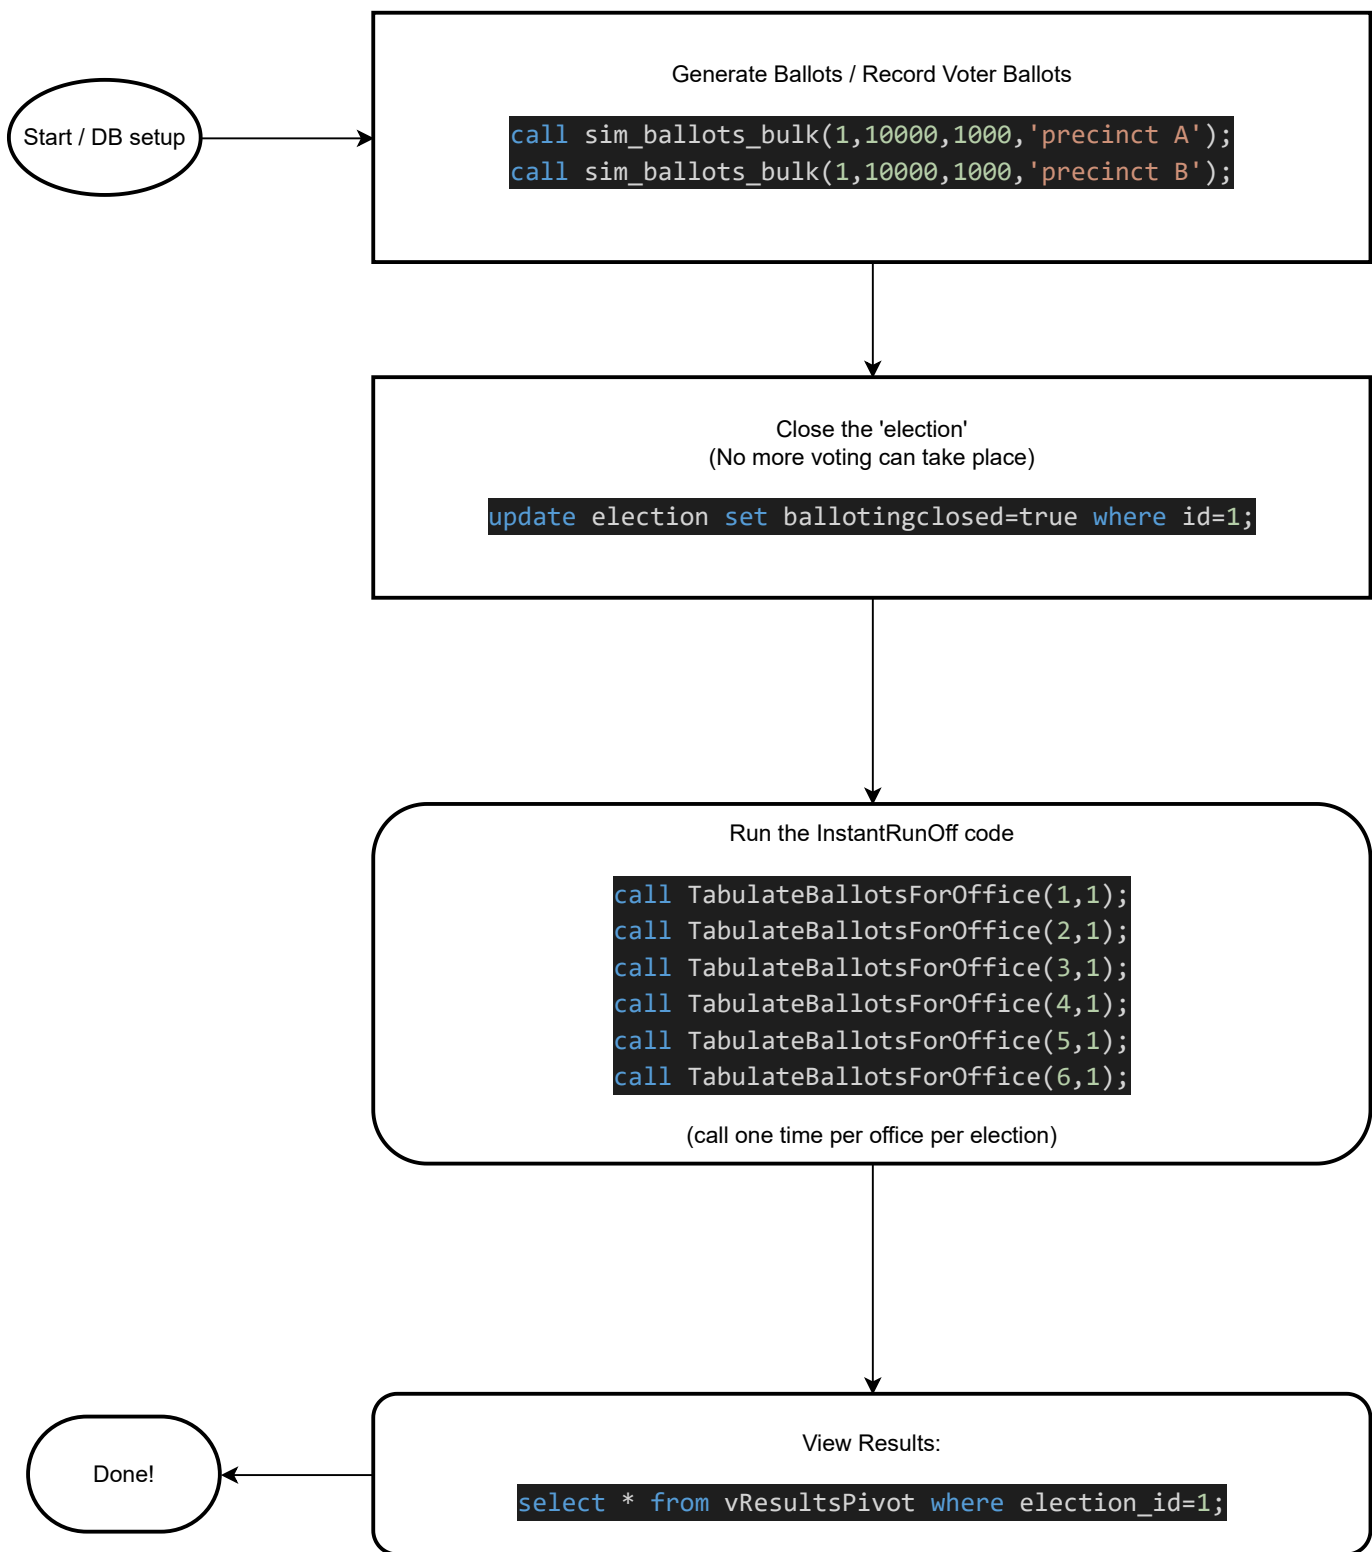 Start / DB setup
Generate Ballots / Record Voter Ballots
call sim_ballots_bulk(1,10000,1000,'precinct A');
call sim_ballots_bulk(1,10000,1000,'precinct B');
Close the 'election'
(No more voting can take place)
update election set ballotingclosed=true where id=1;
Run the InstantRunOff code
call TabulateBallotsForOffice(1,1);
call TabulateBallotsForOffice(2,1);
call TabulateBallotsForOffice(3,1);
call TabulateBallotsForOffice(4,1);
call TabulateBallotsForOffice(5,1);
call TabulateBallotsForOffice(6,1);
(call one time per office per election)
View Results:
select * from vResultsPivot where election_id=1;
Done!